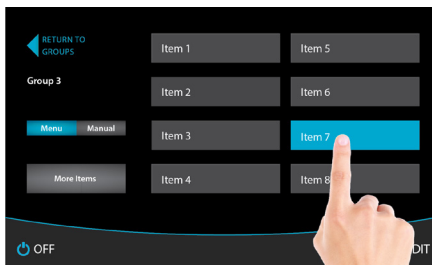 RETURN TO
GROUPS
Group 3
Menu Manual
More Items
Item 1
Item 2
Item 3
Item 4
Item 5
Item 6
Item 7
Item 8
OFF
DIT